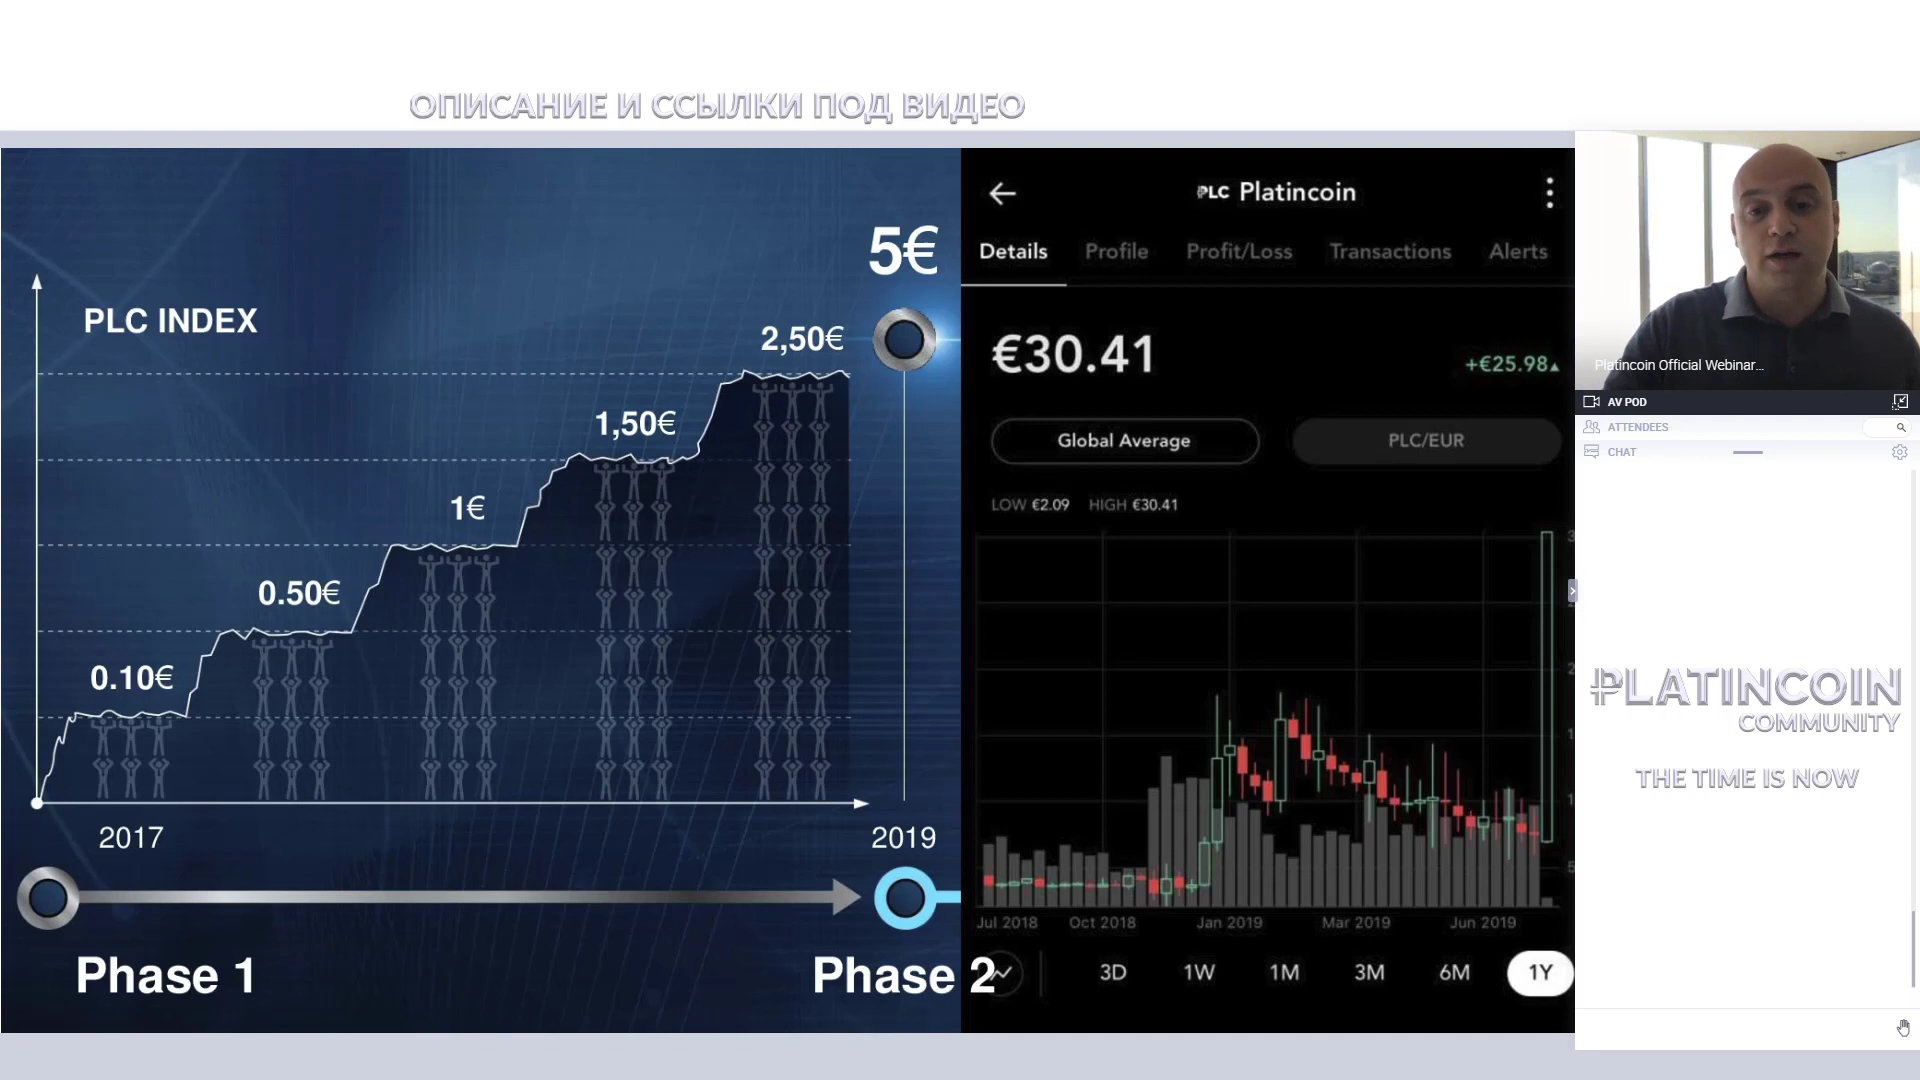 ОПИСАНИЕ И ССЫЛКИ ПОД ВИДЕО
PLC INDEX
5€
2,50€
1,50€
1€
0.50€
0.10€
2017
2019
Phase 1
Phase 2
PLC Platincoin
Details Profile Profit/Loss Transactions Alerts
€30.41
+€25.98▲
Global Average PLC/EUR
LOW €2.09 HIGH €30.41
Jul 2018 Oct 2018 Jan 2019 Mar 2019 Jun 2019
3D 1W 1M 3M 6M 1Y
Platincoin Official Webinar...
AV POD
ATTENDEES
CHAT
PLATINCOIN
COMMUNITY
THE TIME IS NOW